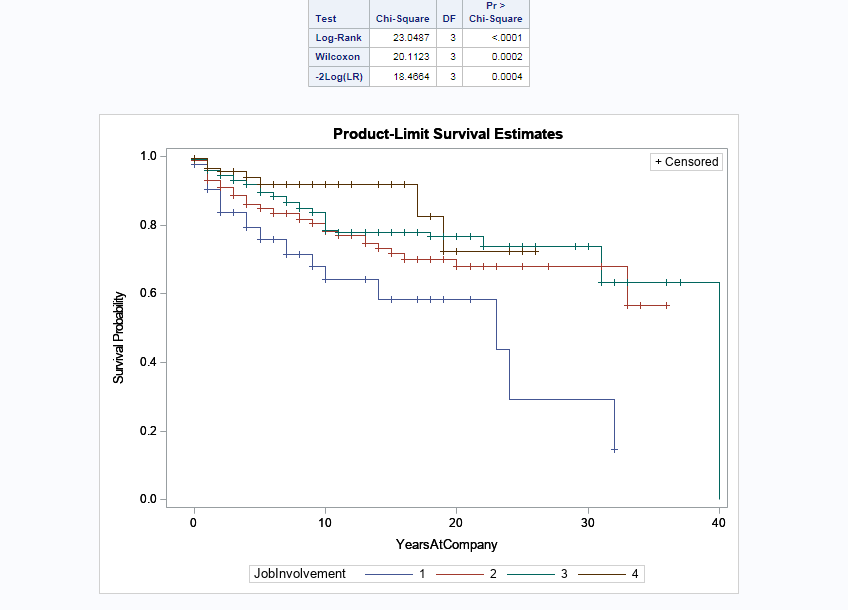 Pr >
Test Chi-Square DF Chi-Square
Log-Rank 23.0487 3 <.0001
Wilcoxon 20.1123 3 0.0002
-2Log(LR) 18.4664 3 0.0004
Product-Limit Survival Estimates
+ Censored
1.0
0.8
0.6
0.4
0.2
0.0
Survival Probability
0 10 20 30 40
YearsAtCompany
JobInvolvement 1 2 3 4